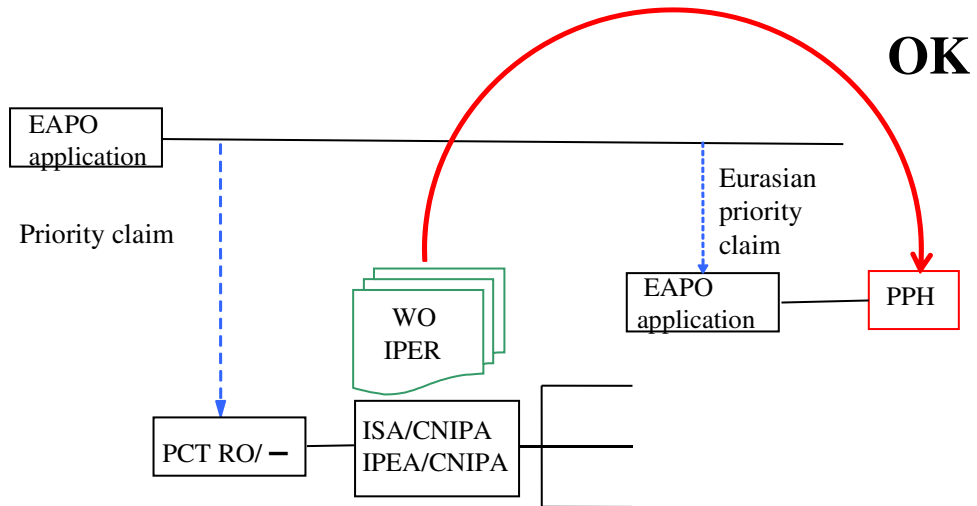 OK
EAPO
application
Priority claim
Eurasian
priority
claim
WO
IPER
EAPO
application
PPH
PCT RO/ –
ISA/CNIPA
IPEA/CNIPA